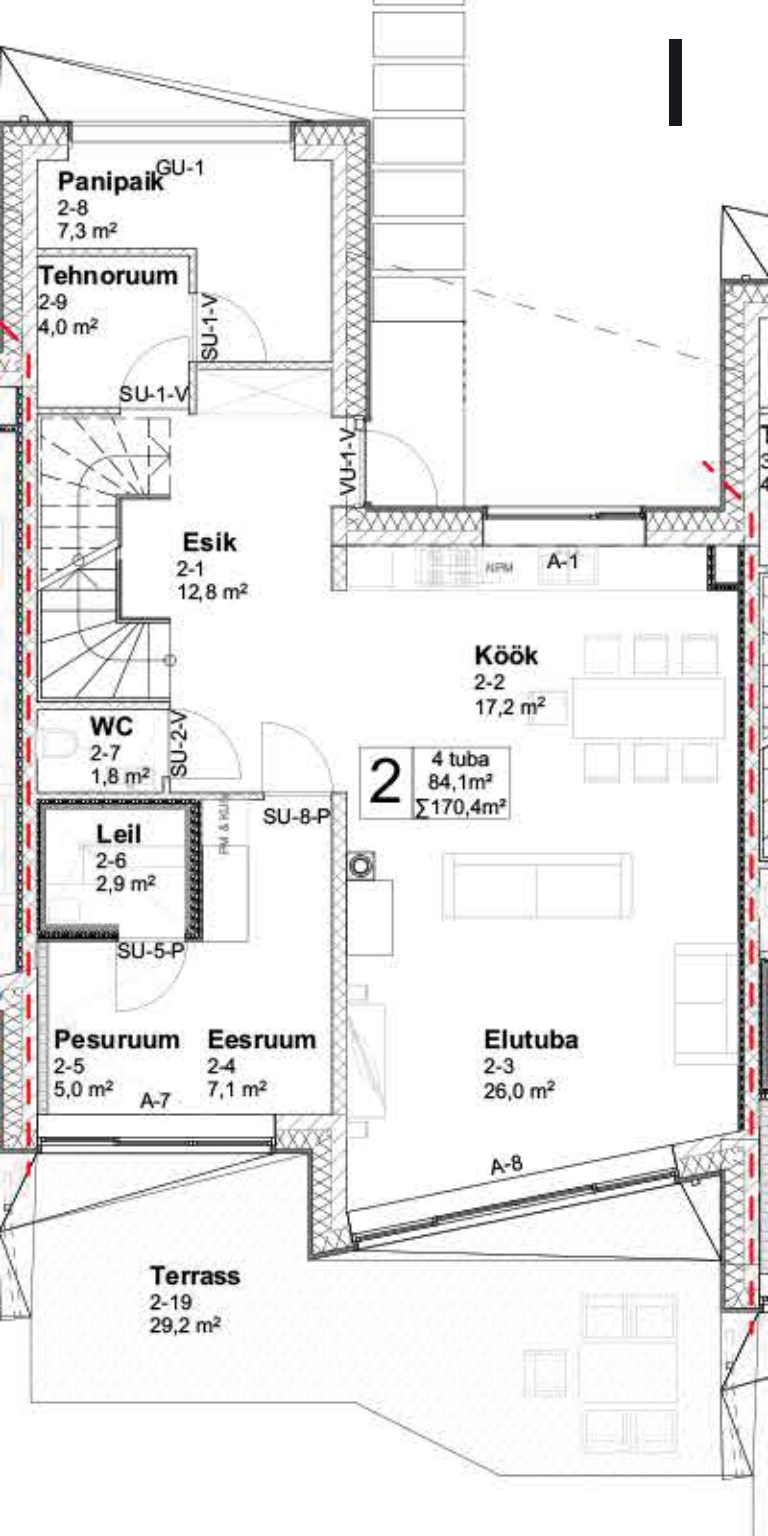 I
GU-1
Panipaik
2-8
7,3 m²
Tehnoruum
2-9
4,0 m²
SU-1-V
SU-1-V
VU-1-V
Esik
2-1
12,8 m²
NPM
A-1
Köök
2-2
17,2 m²
WC
2-7
1,8 m²
SU-2-V
2
4 tuba
84,1m²
∑170,4m²
SU-8-P
Leil
2-6
2,9 m²
SU-5-P
Pesuruum
2-5
5,0 m²
Eesruum
2-4
7,1 m²
Elutuba
2-3
26,0 m²
A-7
A-8
Terrass
2-19
29,2 m²